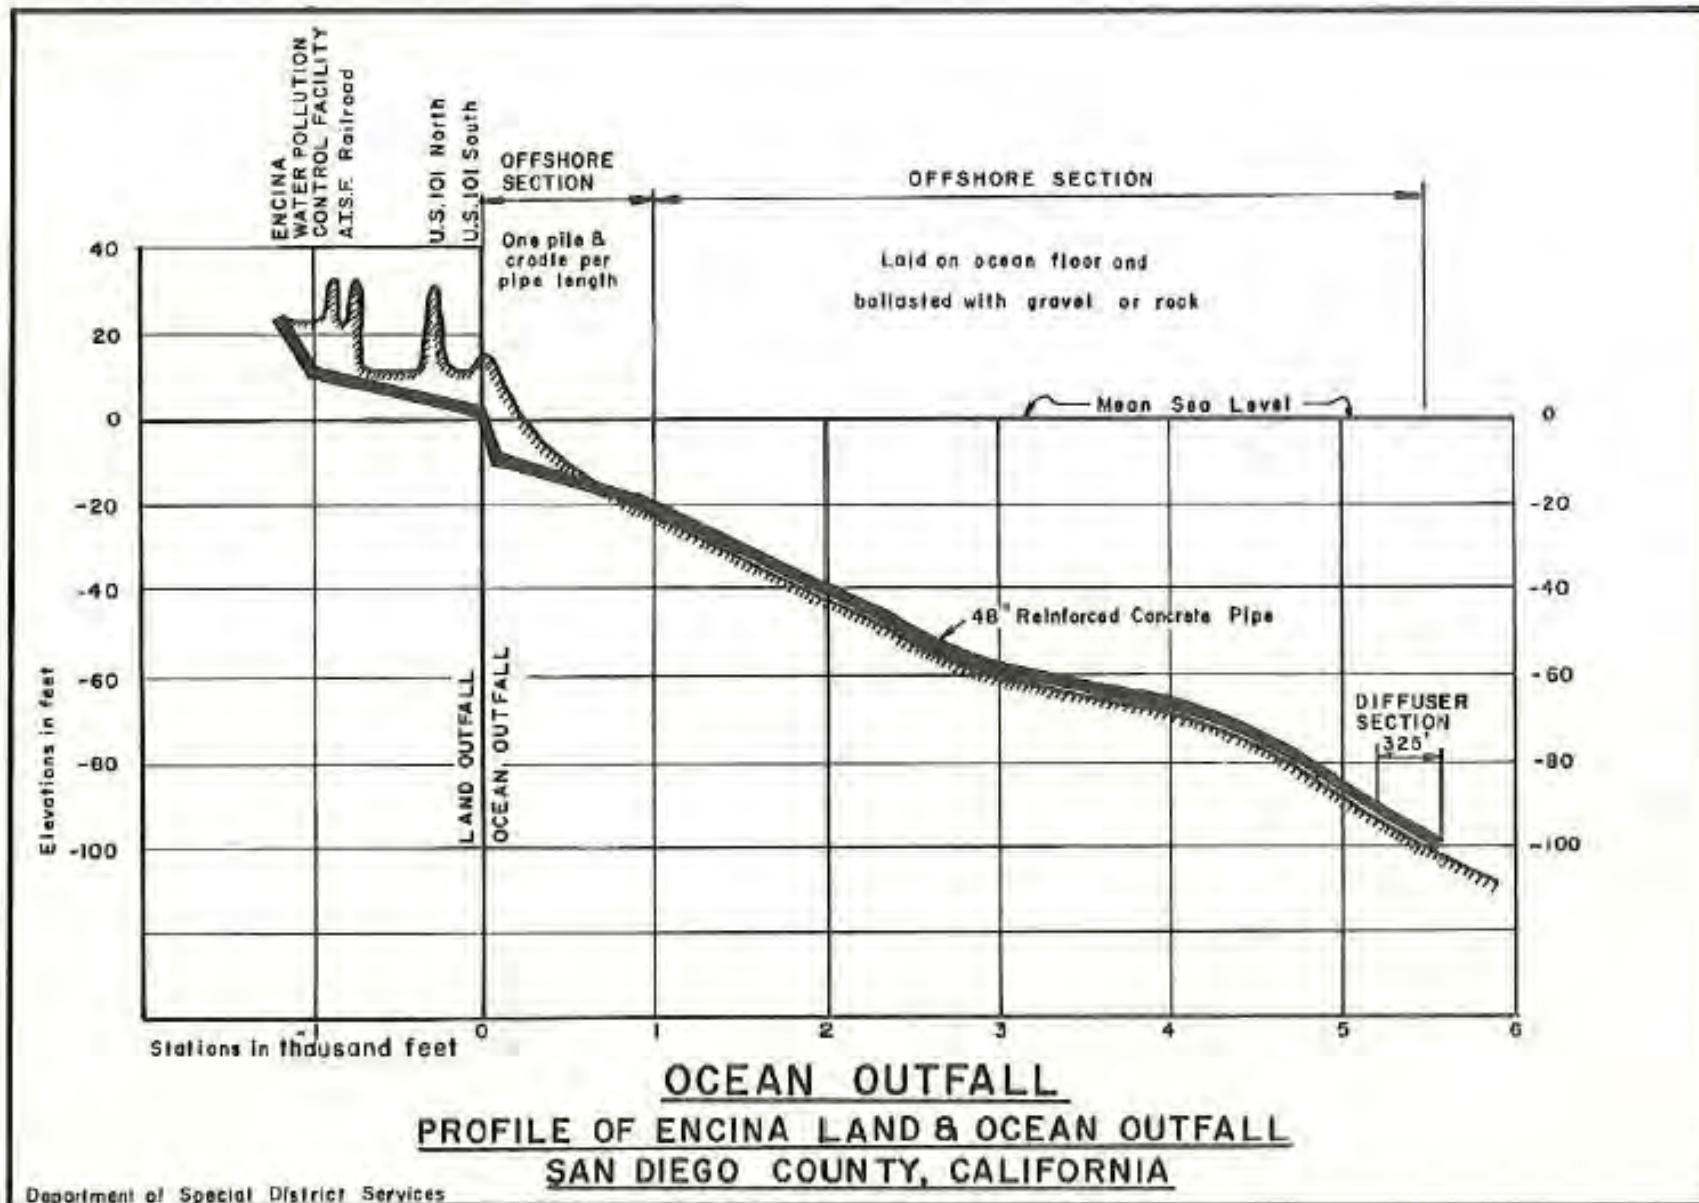 ENCINA
WATER POLLUTION
CONTROL FACILITY
A.T.S.F. Railroad
U.S. 101 North
U.S. 101 South
OFFSHORE
SECTION
OFFSHORE SECTION
One pile &
cradle per
pipe length
Laid on ocean floor and
ballasted with gravel or rock
40
20
0
-20
-40
-60
-80
-100
Elevations in feet
Mean Sea Level
0
-20
-40
-60
-80
-100
48" Reinforced Concrete Pipe
DIFFUSER
SECTION
325'
LAND OUTFALL
OCEAN OUTFALL
-1
0
1
2
3
4
5
6
Stations in thousand feet
OCEAN OUTFALL
PROFILE OF ENCINA LAND & OCEAN OUTFALL
SAN DIEGO COUNTY, CALIFORNIA
Department of Special District Services